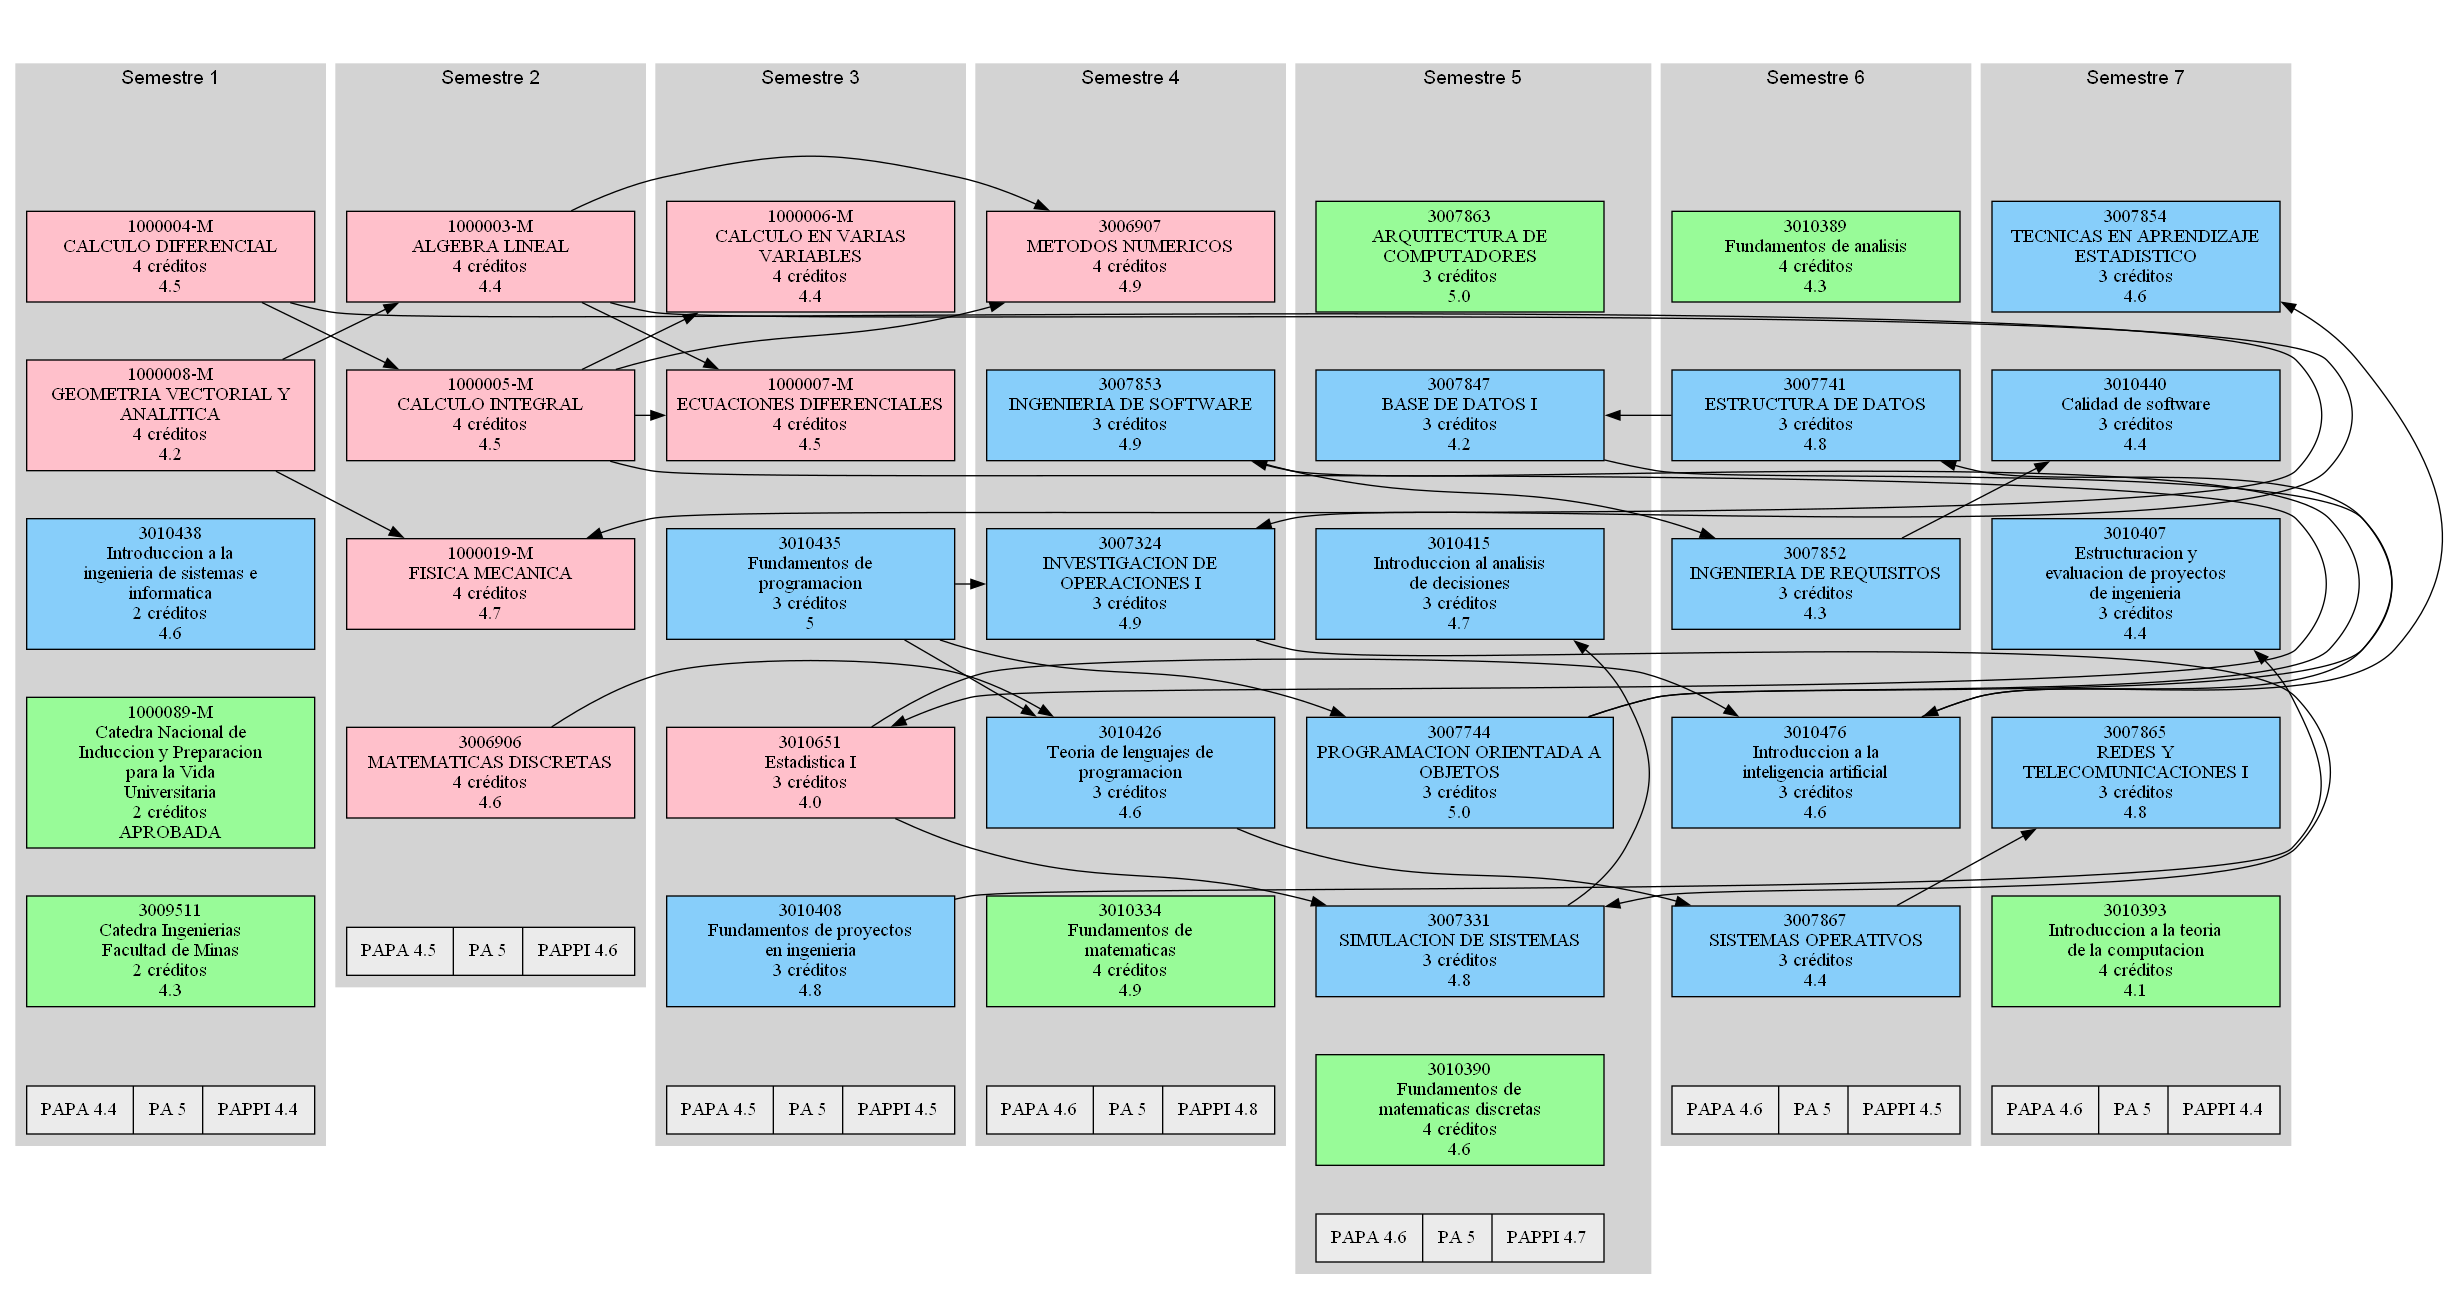 Semestre 1
1000004-M
CALCULO DIFERENCIAL
4 créditos
4.5
1000008-M
GEOMETRIA VECTORIAL Y
ANALITICA
4 créditos
4.2
3010438
Introduccion a la
ingenieria de sistemas e
informatica
2 créditos
4.6
1000089-M
Catedra Nacional de
Induccion y Preparacion
para la Vida
Universitaria
2 créditos
APROBADA
3009511
Catedra Ingenierias
Facultad de Minas
2 créditos
4.3
PAPA 4.4 PA 5 PAPPI 4.4
Semestre 2
1000003-M
ALGEBRA LINEAL
4 créditos
4.4
1000005-M
CALCULO INTEGRAL
4 créditos
4.5
1000019-M
FISICA MECANICA
4 créditos
4.7
3006906
MATEMATICAS DISCRETAS
4 créditos
4.6
PAPA 4.5 PA 5 PAPPI 4.6
Semestre 3
1000006-M
CALCULO EN VARIAS
VARIABLES
4 créditos
4.4
1000007-M
ECUACIONES DIFERENCIALES
4 créditos
4.5
3010435
Fundamentos de
programacion
3 créditos
5
3010651
Estadistica I
3 créditos
4.0
3010408
Fundamentos de proyectos
en ingenieria
3 créditos
4.8
PAPA 4.5 PA 5 PAPPI 4.5
Semestre 4
3006907
METODOS NUMERICOS
4 créditos
4.9
3007853
INGENIERIA DE SOFTWARE
3 créditos
4.9
3007324
INVESTIGACION DE
OPERACIONES I
3 créditos
4.9
3010426
Teoria de lenguajes de
programacion
3 créditos
4.6
3010334
Fundamentos de
matematicas
4 créditos
4.9
PAPA 4.6 PA 5 PAPPI 4.8
Semestre 5
3007863
ARQUITECTURA DE
COMPUTADORES
3 créditos
5.0
3007847
BASE DE DATOS I
3 créditos
4.2
3010415
Introduccion al analisis
de decisiones
3 créditos
4.7
3007744
PROGRAMACION ORIENTADA A
OBJETOS
3 créditos
5.0
3007331
SIMULACION DE SISTEMAS
3 créditos
4.8
3010390
Fundamentos de
matematicas discretas
4 créditos
4.6
PAPA 4.6 PA 5 PAPPI 4.7
Semestre 6
3010389
Fundamentos de analisis
4 créditos
4.3
3007741
ESTRUCTURA DE DATOS
3 créditos
4.8
3007852
INGENIERIA DE REQUISITOS
3 créditos
4.3
3010476
Introduccion a la
inteligencia artificial
3 créditos
4.6
3007867
SISTEMAS OPERATIVOS
3 créditos
4.4
PAPA 4.6 PA 5 PAPPI 4.5
Semestre 7
3007854
TECNICAS EN APRENDIZAJE
ESTADISTICO
3 créditos
4.6
3010440
Calidad de software
3 créditos
4.4
3010407
Estructuracion y
evaluacion de proyectos
de ingenieria
3 créditos
4.4
3007865
REDES Y
TELECOMUNICACIONES I
3 créditos
4.8
3010393
Introduccion a la teoria
de la computacion
4 créditos
4.1
PAPA 4.6 PA 5 PAPPI 4.4